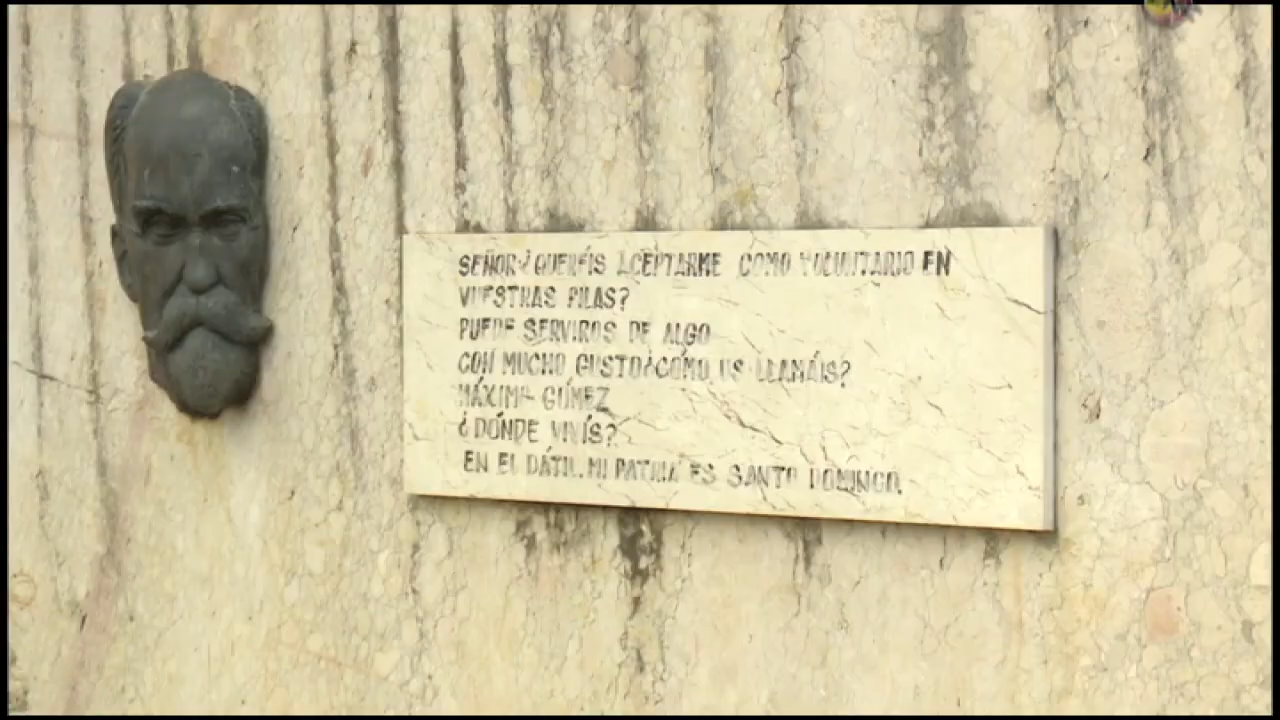 SEÑOR ¿QUERÉIS ACEPTARME COMO VOLUNTARIO EN
VUESTRAS FILAS?
PUEDE SERVIROS DE ALGO
CON MUCHO GUSTO ¿CÓMO OS LLAMÁIS?
MÁXIMO GÓMEZ
¿DÓNDE VIVÍS?
EN EL DÁTIL. MI PATRIA ES SANTO DOMINGO.